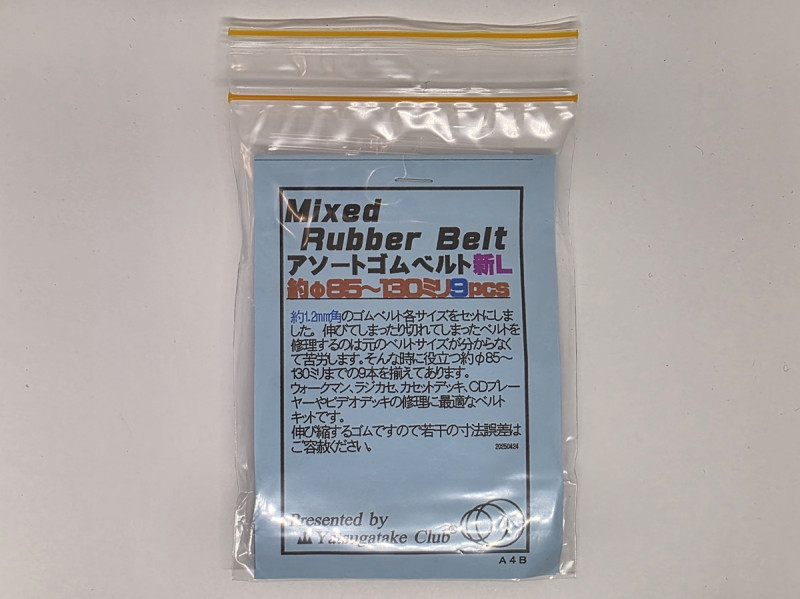 Mixed
Rubber Belt
アソートゴムベルト新L
約φ85～130ミリ9pcs
約1.2mm角のゴムベルト各サイズをセットにしま
した。伸びてしまったり切れてしまったベルトを
修理するのは元のベルトサイズが分からなく
て苦労します。そんな時に役立つ約φ85～
130ミリまでの9本を揃えてあります。
ウォークマン、ラジカセ、カセットデッキ、CDプレー
ヤーやビデオデッキの修理に最適なベルト
キットです。
伸び縮するゴムですので若干の寸法誤差は
ご容赦ください。
20250424
Presented by
Yatsugatake Club®
A4B